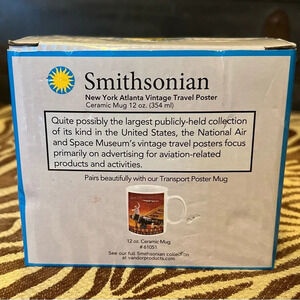 Smithsonian
New York Atlanta Vintage Travel Poster
Ceramic Mug 12 oz. (354 ml)
Quite possibly the largest publicly-held collection
of its kind in the United States, the National Air
and Space Museum's vintage travel posters focus
primarily on advertising for aviation-related
products and activities.
Pairs beautifully with our Transport Poster Mug
12 oz. Ceramic Mug
#61051
See our full Smithsonian collection
at vandorproducts.com